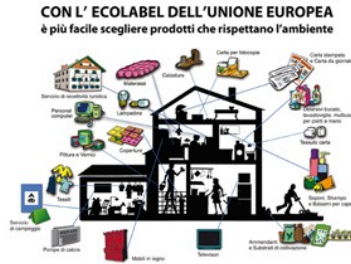 CON L' ECOLABEL DELL'UNIONE EUROPEA
è più facile scegliere prodotti che rispettano l'ambiente
Carta per fotocopie
Calzature
Materassi
Carta stampata
e Carta da giornale
Servizio di ricettività turistica
Lampadine
Personal
computer
Detersivi bucato,
lavastoviglie, multiuso
per piatti e mano
Copertura
Tessuto carta
Pitture e Vernici
Tessili
Saponi, Shampoo
e Balsami per capelli
Servizio
di campeggio
Pompe di calore
Mobili in legno
Televisori
Ammendanti
e Substrati di coltivazione